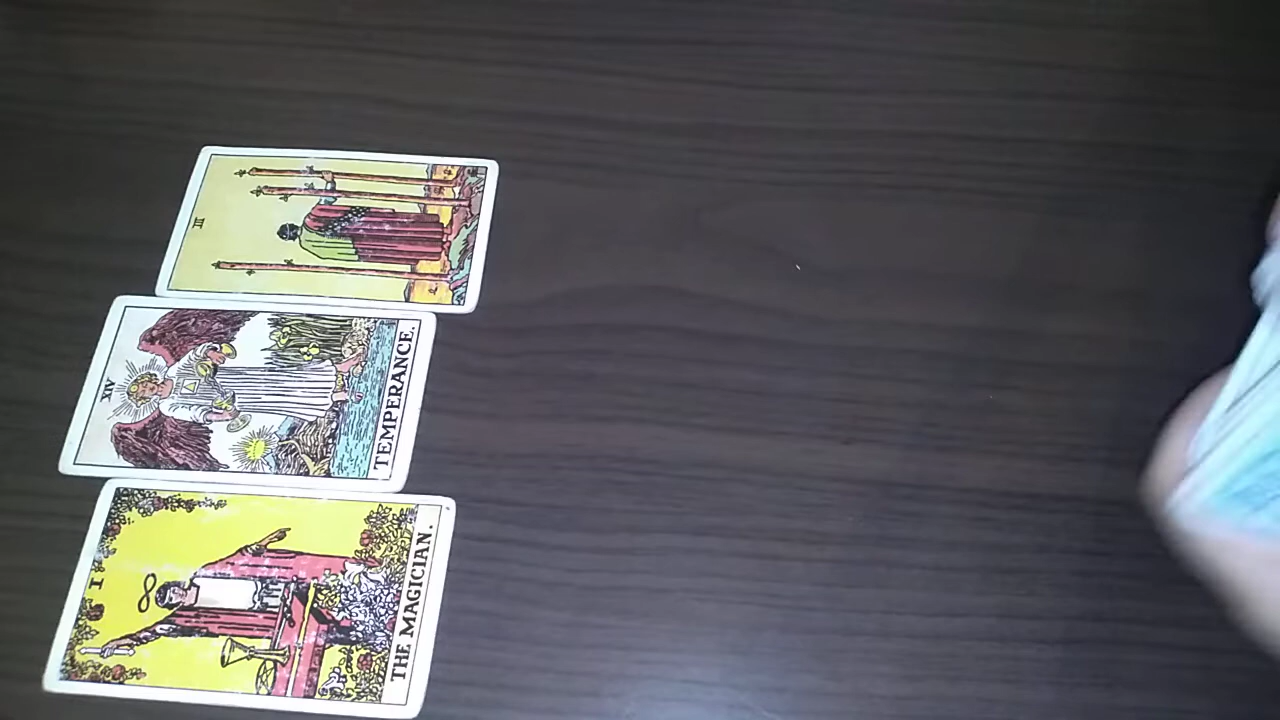 III
XIV
TEMPERANCE.
I
THE MAGICIAN.